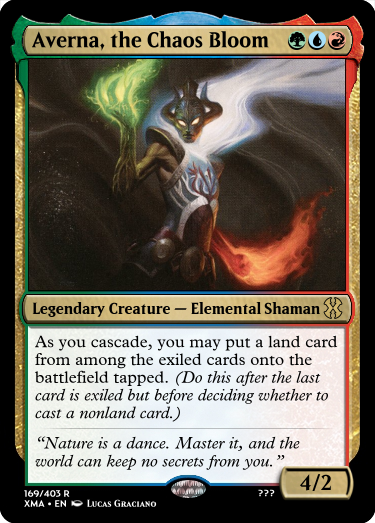 Averna, the Chaos Bloom
Legendary Creature — Elemental Shaman
As you cascade, you may put a land card
from among the exiled cards onto the
battlefield tapped. (Do this after the last
card is exiled but before deciding whether to
cast a nonland card.)
“Nature is a dance. Master it, and the
world can keep no secrets from you.”
4/2
169/403 R
???
XMA • EN Lucas Graciano